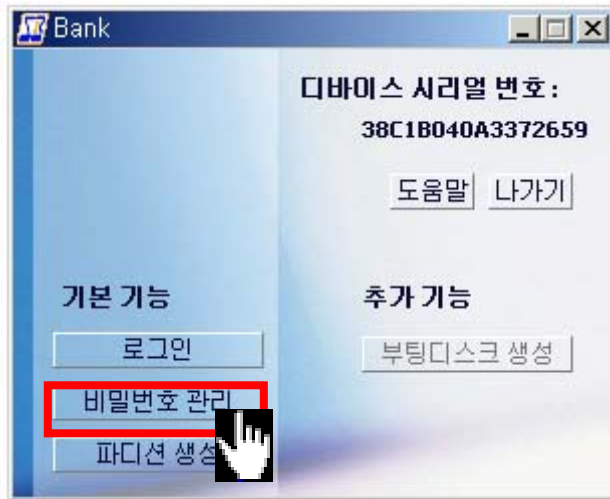 Bank
디바이스 시리얼 번호 :
38C1B040A3372659
도움말 나가기
기본 기능
추가 기능
로그인
부팅디스크 생성
비밀번호 관리
파디션 생성